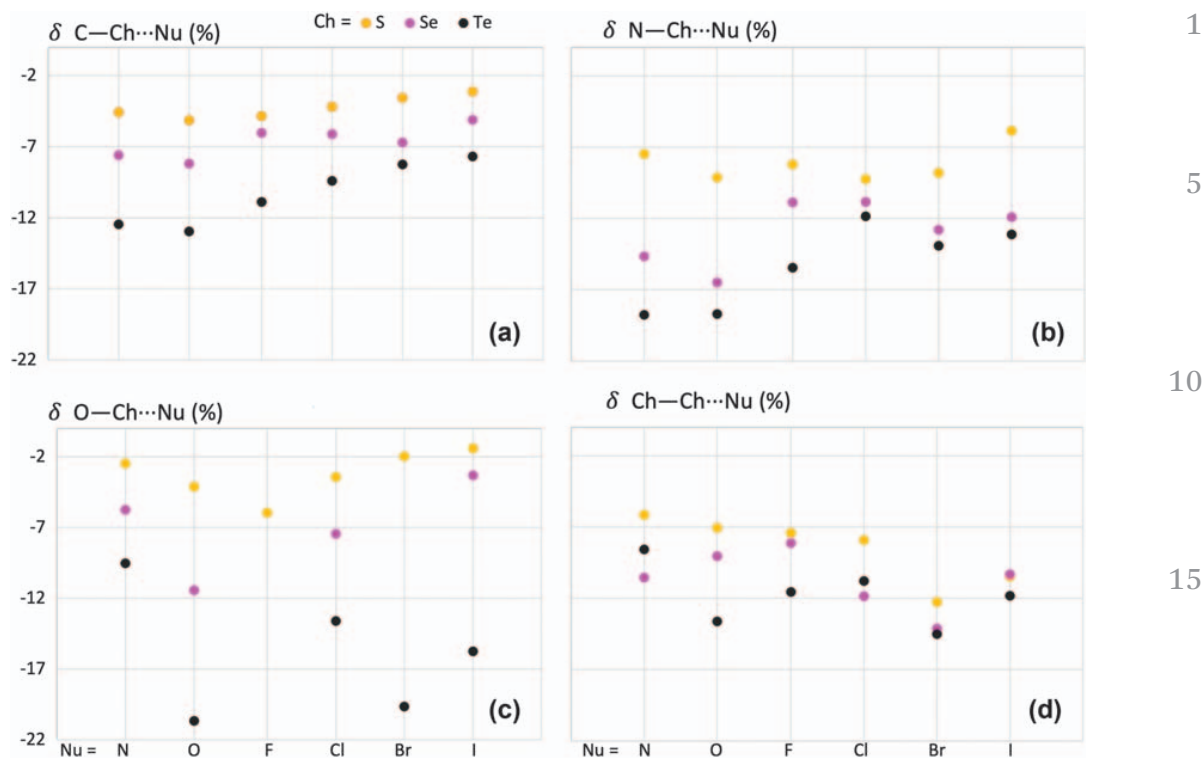 Ch = S Se Te
δ C—Ch···Nu (%)
δ N—Ch···Nu (%)
1
-2
-7
5
-12
-17
(a)
(b)
-22
10
δ O—Ch···Nu (%)
δ Ch—Ch···Nu (%)
-2
-7
-12
15
-17
(c)
(d)
-22
Nu = N O F Cl Br I
N O F Cl Br I